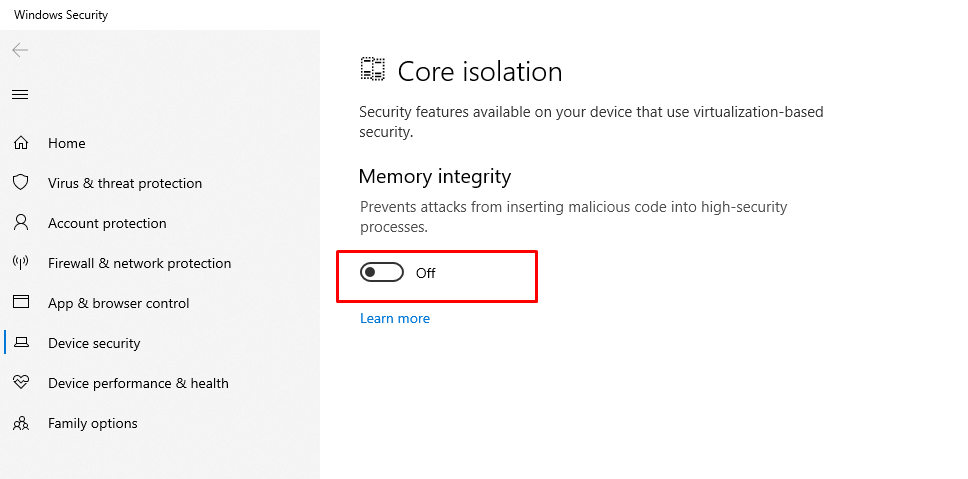 Windows Security
Home
Virus & threat protection
Account protection
Firewall & network protection
App & browser control
Device security
Device performance & health
Family options
Core isolation
Security features available on your device that use virtualization-based
security.
Memory integrity
Prevents attacks from inserting malicious code into high-security
processes.
Off
Learn more